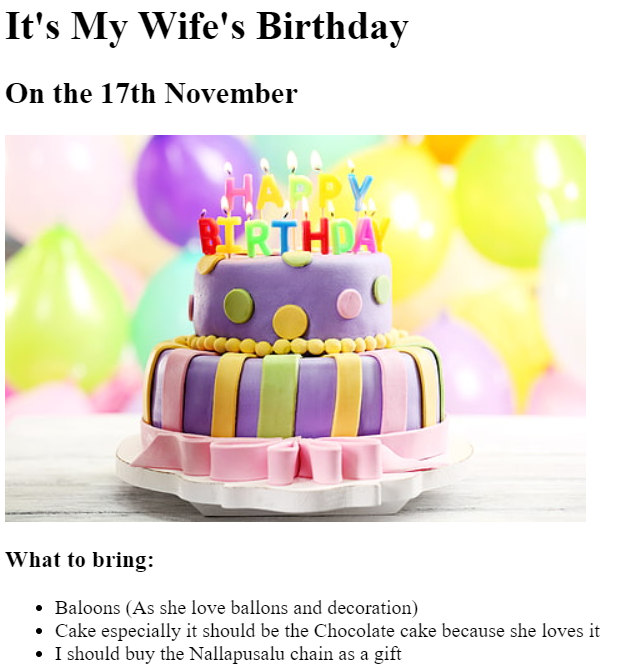 It's My Wife's Birthday
On the 17th November
HAPPY
BIRTHDAY
What to bring:
Baloons (As she love ballons and decoration)
Cake especially it should be the Chocolate cake because she loves it
I should buy the Nallapusalu chain as a gift